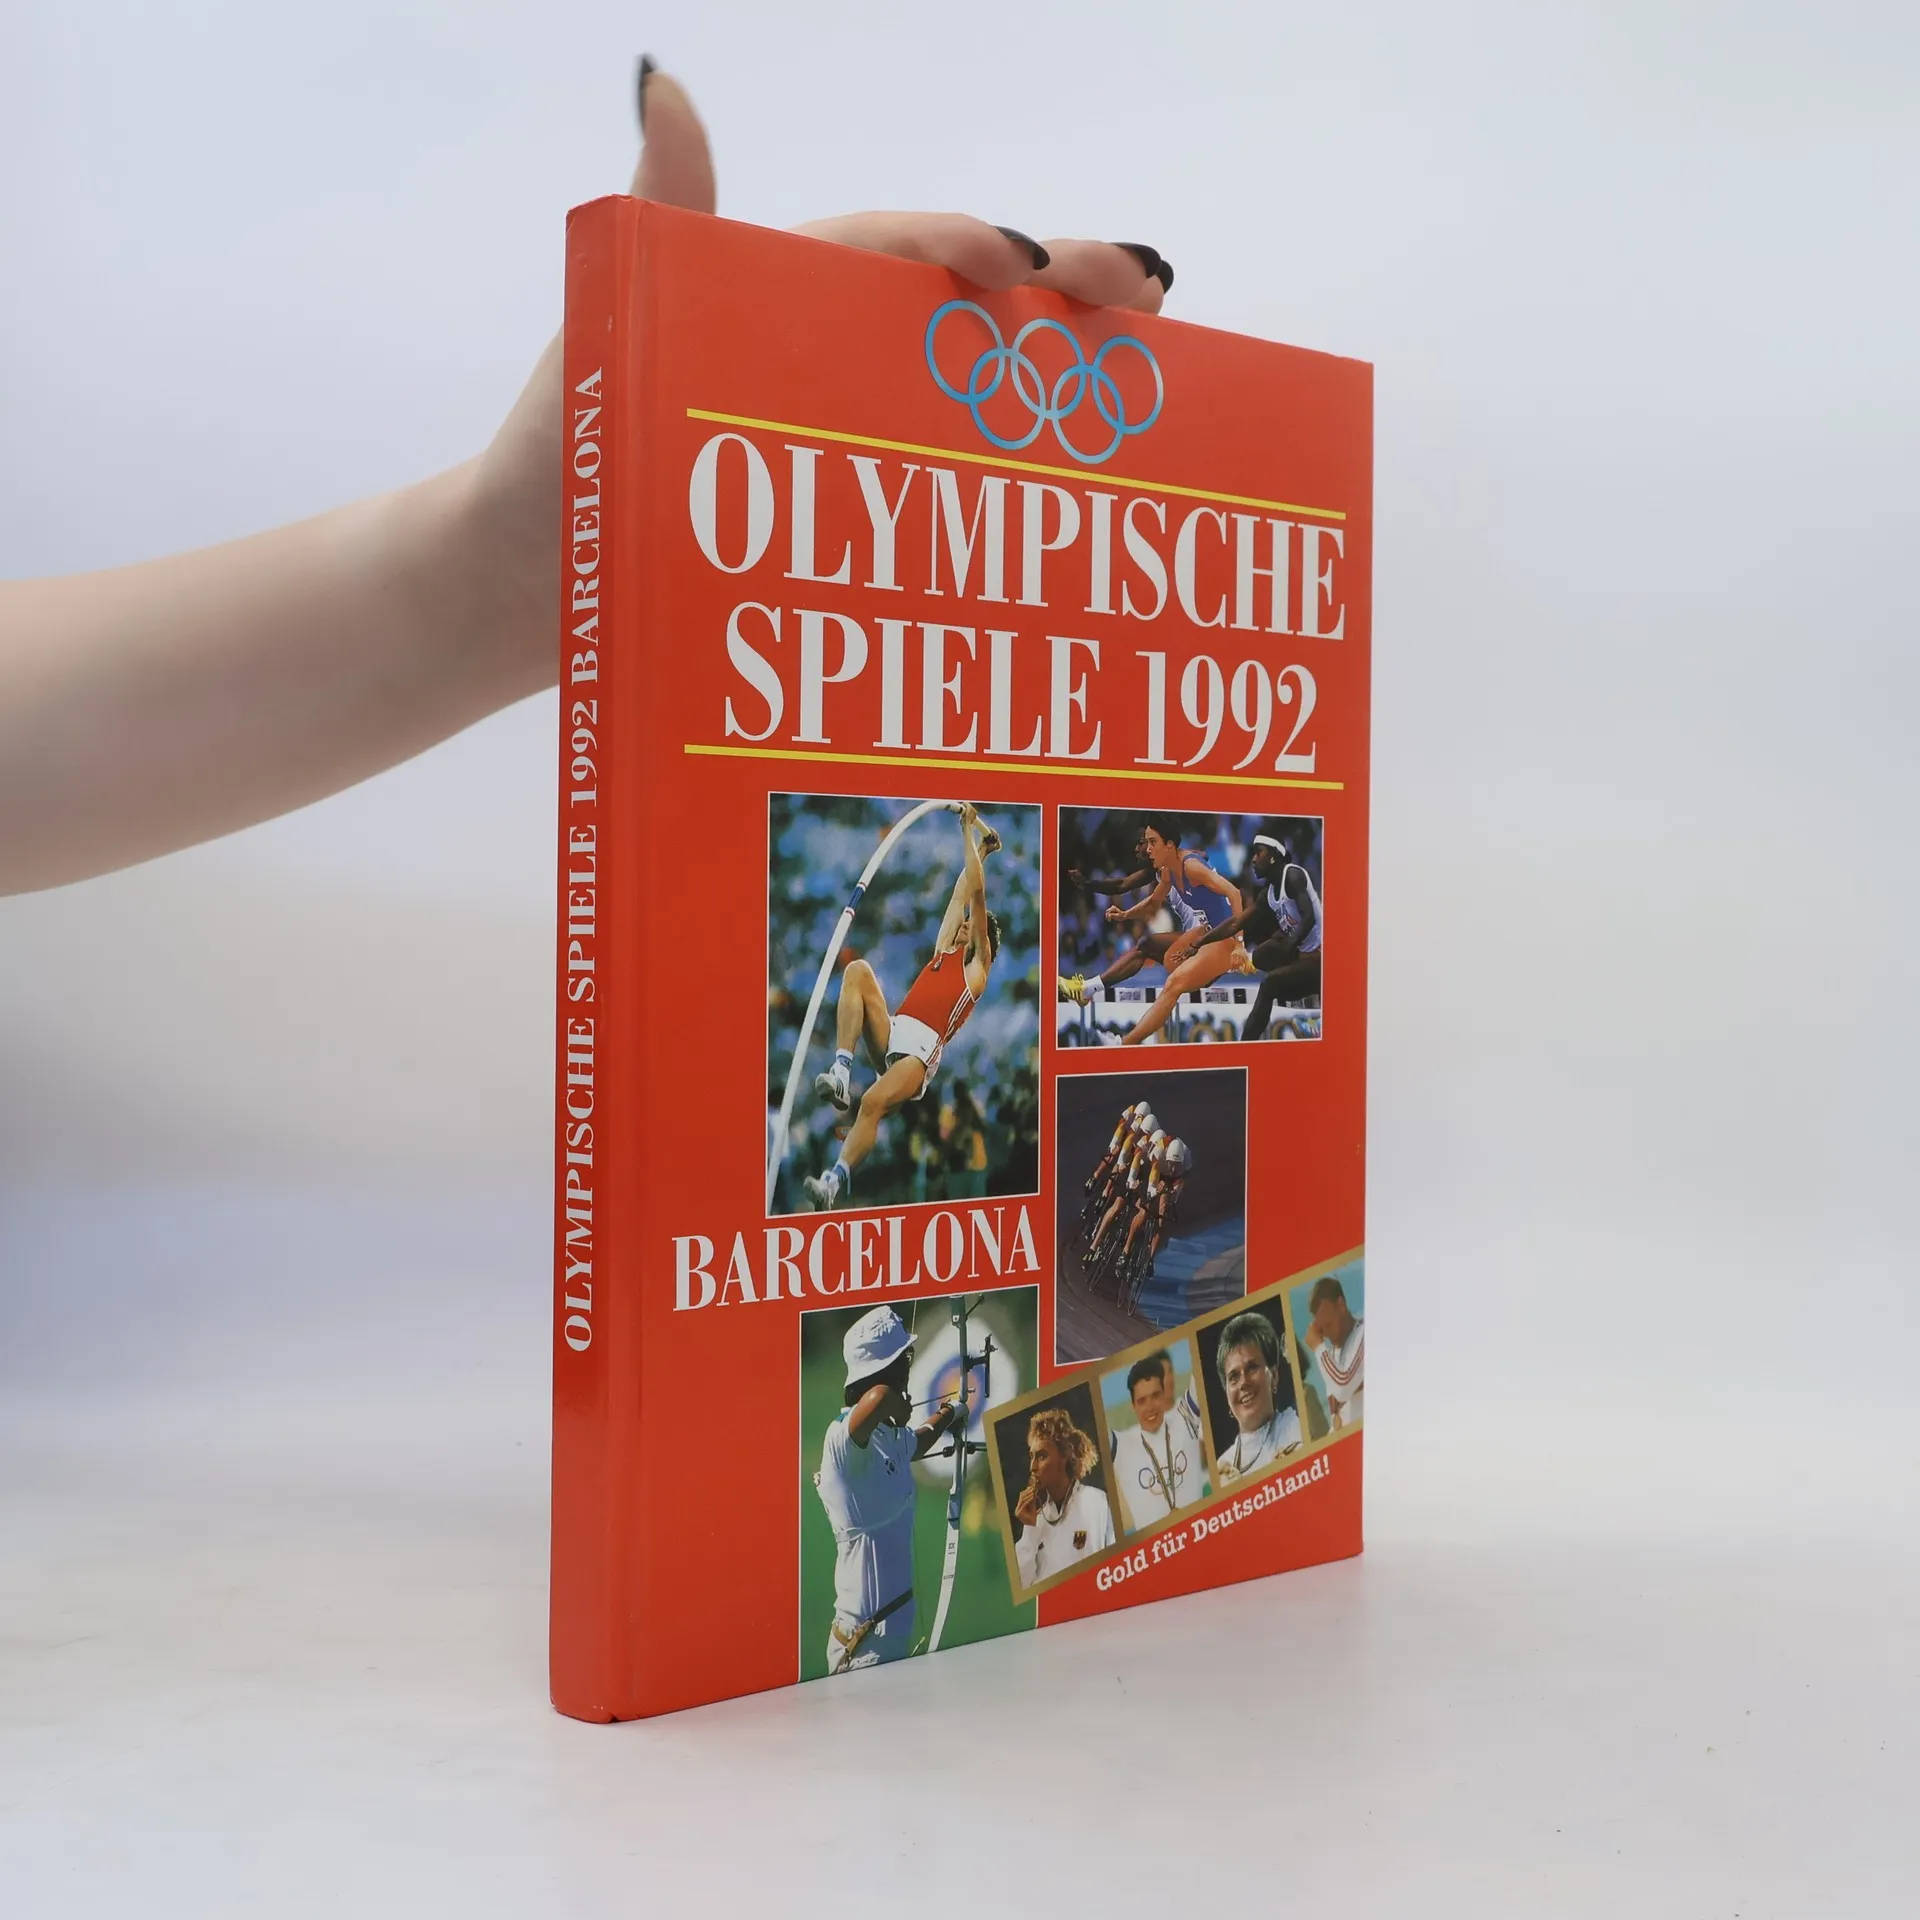 OLYMPISCHE SPIELE 1992 BARCELONA
OLYMPISCHE
SPIELE 1992
BARCELONA
Gold für Deutschland!